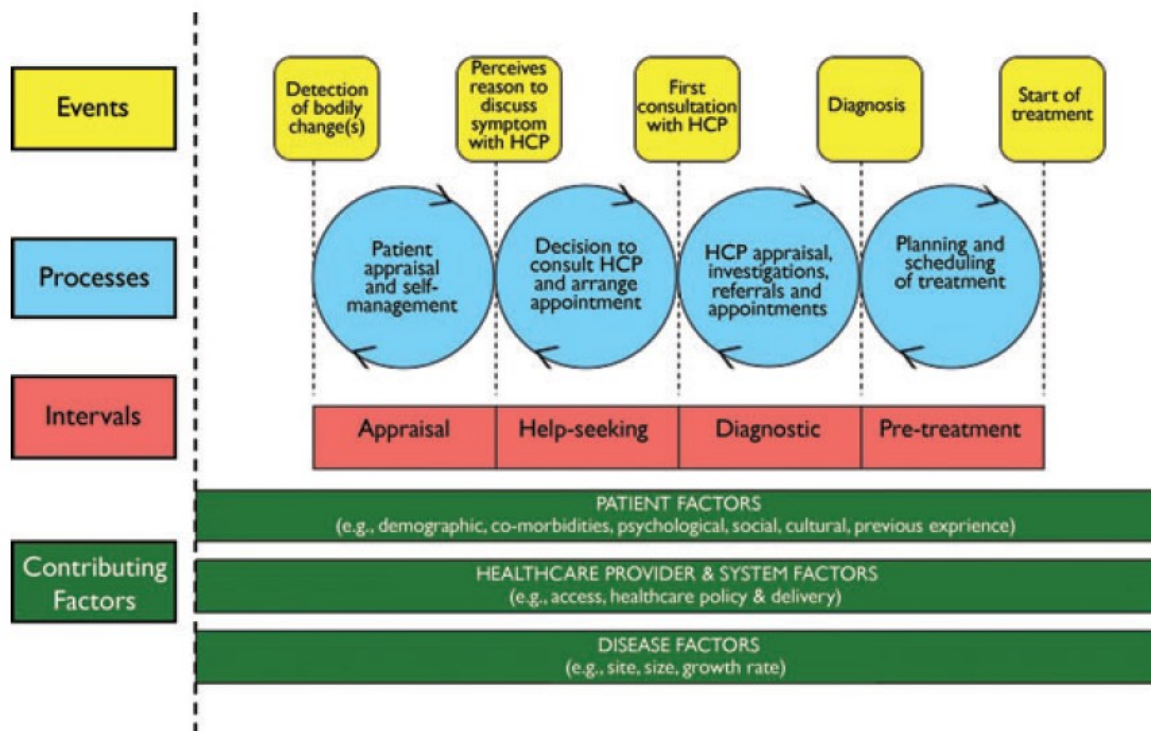 Events
Detection
of bodily
change(s)
Perceives
reason to
discuss
symptom
with HCP
First
consultation
with HCP
Diagnosis
Start of
treatment
Processes
Patient
appraisal
and self-
management
Decision to
consult HCP
and arrange
appointment
HCP appraisal,
investigations,
referrals and
appointments
Planning and
scheduling
of treatment
Intervals
Appraisal
Help-seeking
Diagnostic
Pre-treatment
Contributing
Factors
PATIENT FACTORS
(e.g., demographic, co-morbidities, psychological, social, cultural, previous exprience)
HEALTHCARE PROVIDER & SYSTEM FACTORS
(e.g., access, healthcare policy & delivery)
DISEASE FACTORS
(e.g., site, size, growth rate)